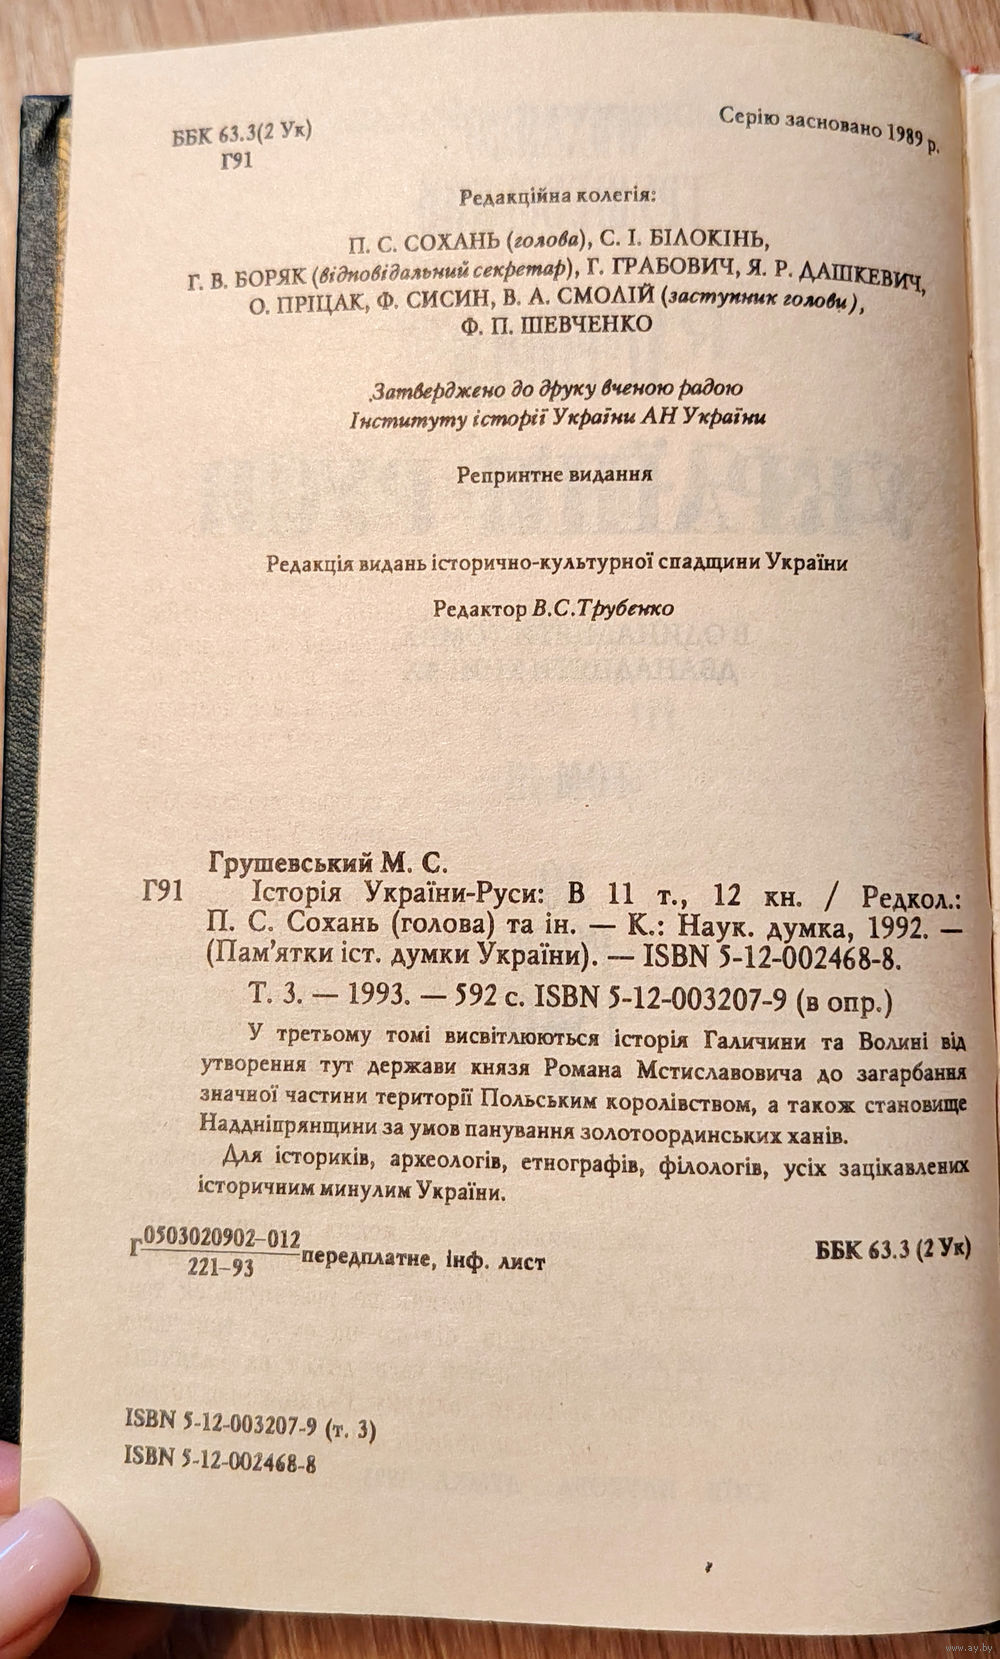 ББК 63.3(2 Ук)
Г91
Серію засновано 1989 р.
Редакційна колегія:
П. С. СОХАНЬ (голова), С. І. БІЛОКІНЬ,
Г. В. БОРЯК (відповідальний секретар), Г. ГРАБОВИЧ, Я. Р. ДАШКЕВИЧ,
О. ПРІЦАК, Ф. СИСИН, В. А. СМОЛІЙ (заступник голови),
Ф. П. ШЕВЧЕНКО
Затверджено до друку вченою радою
Інституту історії України АН України
Репринтне видання
Редакція видань історично-культурної спадщини України
Редактор В.С.Трубенко
Грушевський М. С.
Г91 Історія України-Руси: В 11 т., 12 кн. / Редкол.:
П. С. Сохань (голова) та ін. — К.: Наук. думка, 1992. —
(Пам'ятки іст. думки України). — ISBN 5-12-002468-8.
Т. 3. — 1993. — 592 с. ISBN 5-12-003207-9 (в опр.)
У третьому томі висвітлюються історія Галичини та Волині від
утворення тут держави князя Романа Мстиславовича до загарбання
значної частини території Польським королівством, а також становище
Наддніпрянщини за умов панування золотоординських ханів.
Для істориків, археологів, етнографів, філологів, усіх зацікавлених
історичним минулим України.
Г 0503020902-012
221-93 передплатне, інф. лист
ББК 63.3 (2 Ук)
ISBN 5-12-003207-9 (т. 3)
ISBN 5-12-002468-8
www.ay.by